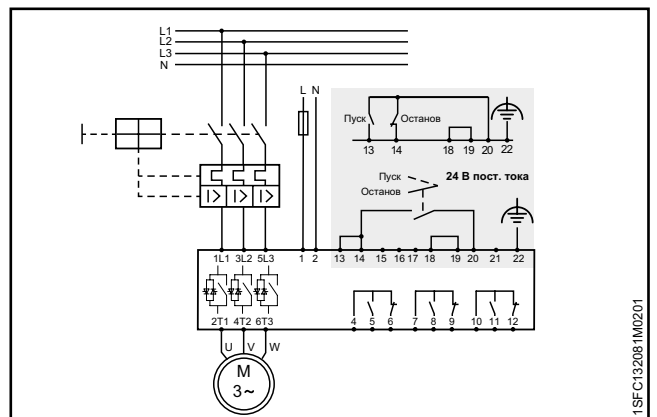 L1
L2
L3
N
L N
Пуск
Останов
13 14 18 19 20 22
Пуск
Останов
24 В пост. тока
I> I> I>
1L1 3L2 5L3 1 2 13 14 15 16 17 18 19 20 21 22
2T1 4T2 6T3 4 5 6 7 8 9 10 11 12
U V W
M
3~
1SFC132081M0201